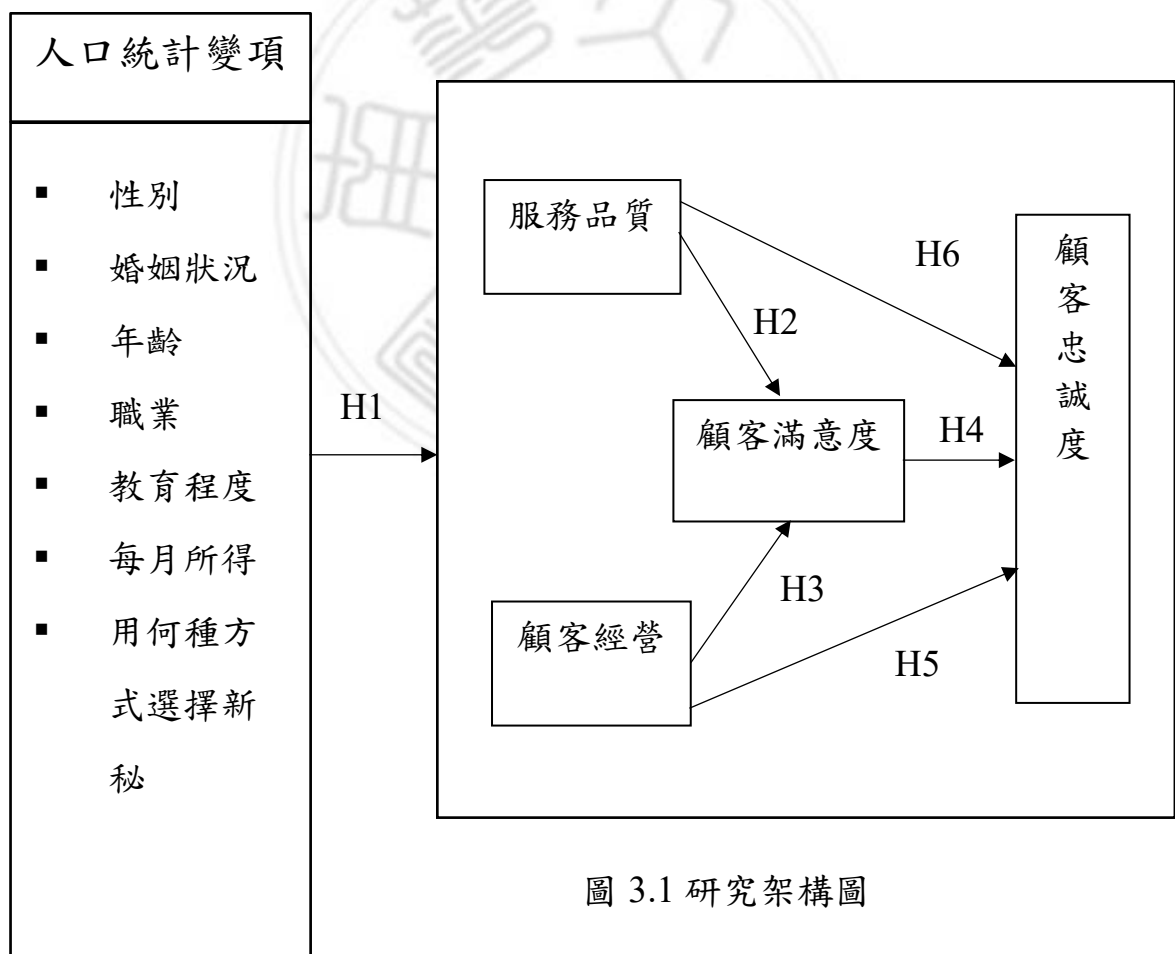 人口統計變項
▪ 性別
▪ 婚姻狀況
▪ 年齡
▪ 職業
▪ 教育程度
▪ 每月所得
▪ 用何種方
式選擇新
秘
H1
服務品質
H6
H2
顧客滿意度
H4
顧客忠誠度
H3
顧客經營
H5
圖 3.1 研究架構圖